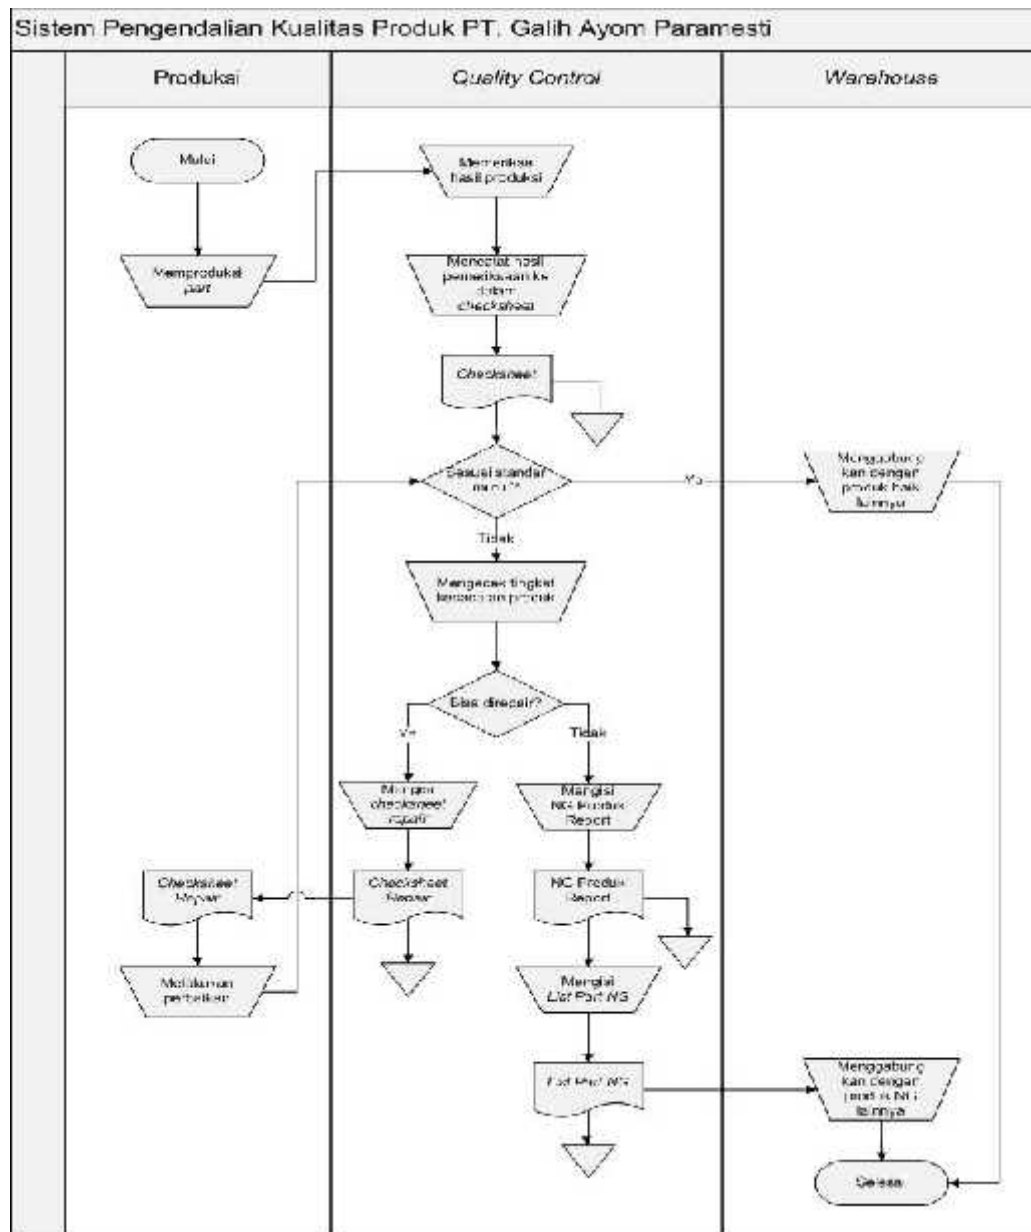 Sistem Pengendalian Kualitas Produk PT. Galih Ayom Paramesti
Produksi
Quality Control
Warehouse
Mulai
Memeriksa
hasil produksi
Memproduksi
part
Mencatat hasil
pemeriksaan ke
dalam
checksheet
Checksheet
Sesuai standar
mutu?
Ya
Menggabung
kan dengan
produk baik
lainnya
Tidak
Mengecek tingkat
kecacatan produk
Bisa direpair?
Ya
Tidak
Mengisi
checksheet
repair
Mengisi
NG Produk
Report
Checksheet
Repair
Checksheet
Repair
NG Produk
Report
Melakukan
perbaikan
Mengisi
List Part NG
List Part NG
Menggabung
kan dengan
produk NG
lainnya
Selesai